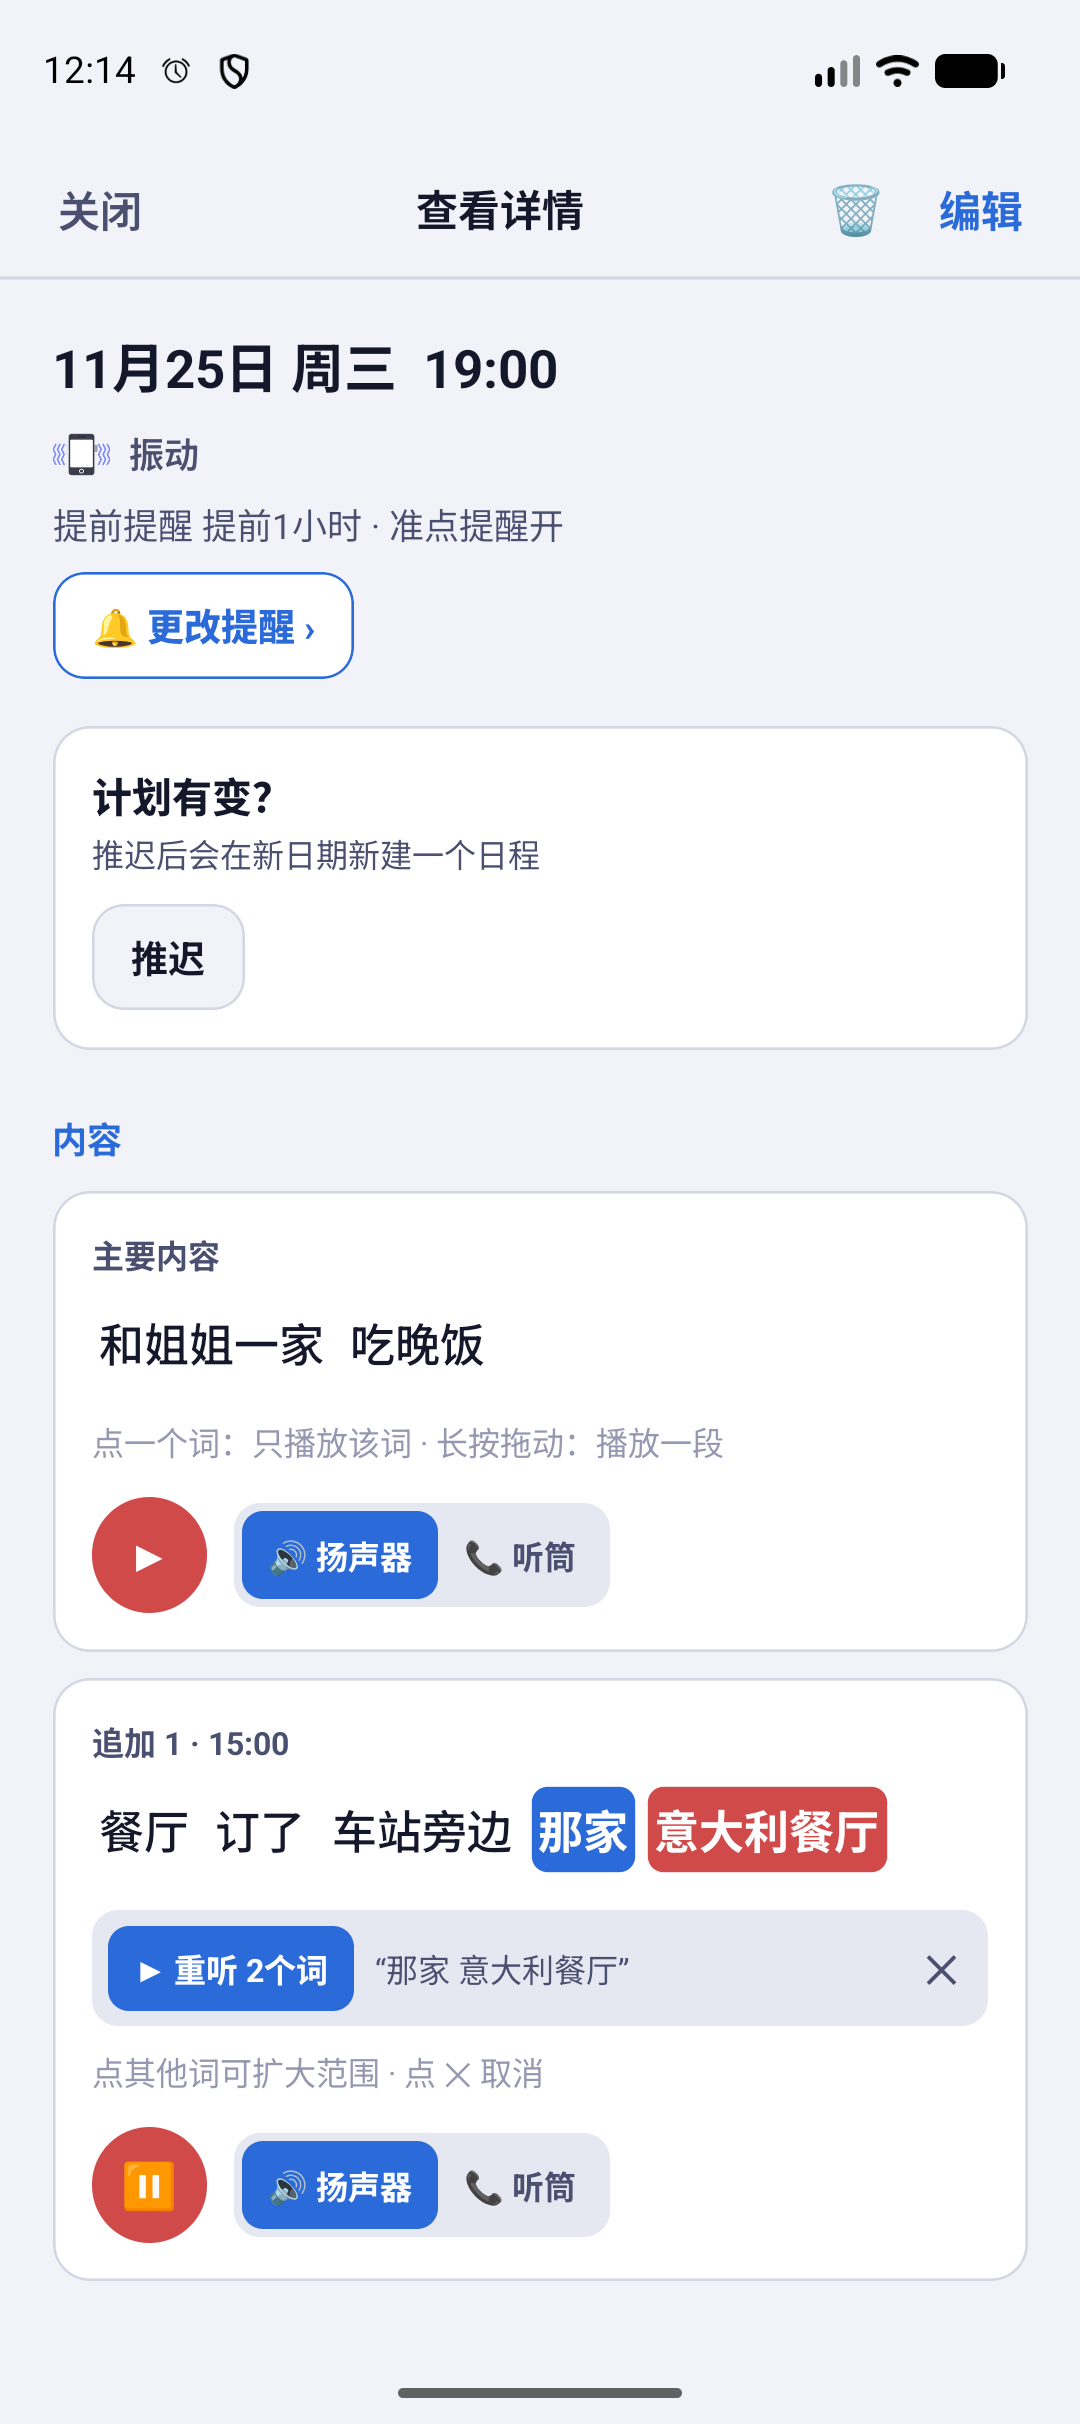 12:14
关闭 查看详情 编辑
11月25日 周三 19:00
振动
提前提醒 提前1小时 · 准点提醒开
更改提醒 ›
计划有变?
推迟后会在新日期新建一个日程
推迟
内容
主要内容
和姐姐一家 吃晚饭
点一个词：只播放该词 · 长按拖动：播放一段
扬声器 听筒
追加 1 · 15:00
餐厅 订了 车站旁边 那家 意大利餐厅
重听 2个词 “那家 意大利餐厅”
点其他词可扩大范围 · 点 ✕ 取消
扬声器 听筒